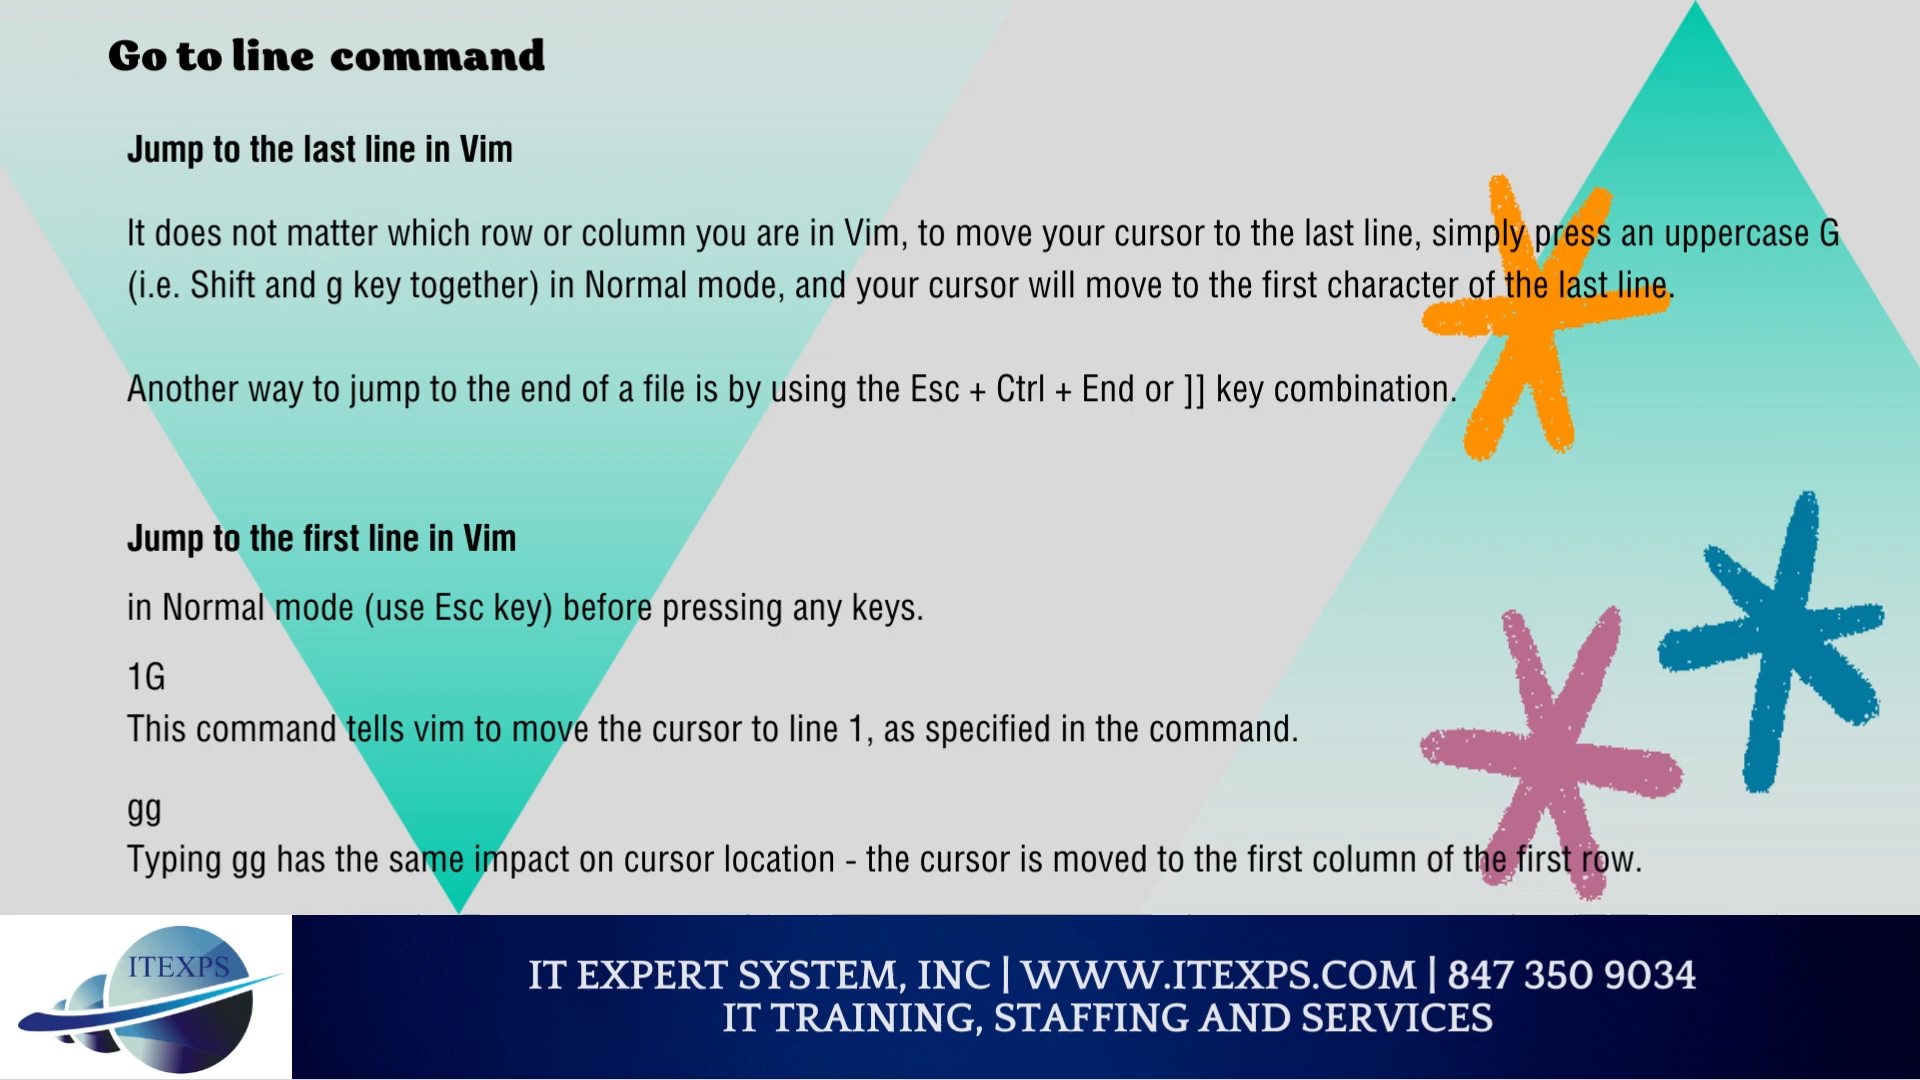 Go to line command
Jump to the last line in Vim
It does not matter which row or column you are in Vim, to move your cursor to the last line, simply press an uppercase G
(i.e. Shift and g key together) in Normal mode, and your cursor will move to the first character of the last line.
Another way to jump to the end of a file is by using the Esc + Ctrl + End or ]] key combination.
Jump to the first line in Vim
in Normal mode (use Esc key) before pressing any keys.
1G
This command tells vim to move the cursor to line 1, as specified in the command.
gg
Typing gg has the same impact on cursor location - the cursor is moved to the first column of the first row.
ITEXPS
IT EXPERT SYSTEM, INC | WWW.ITEXPS.COM | 847 350 9034
IT TRAINING, STAFFING AND SERVICES